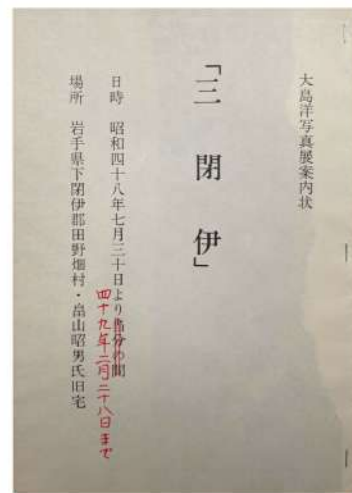 大島洋写真展案内状
「三閉伊」
日時 昭和四十八年七月三十日より当分の間
四十九年二月二十八日まで
場所 岩手県下閉伊郡田野畑村・畠山昭男氏旧宅